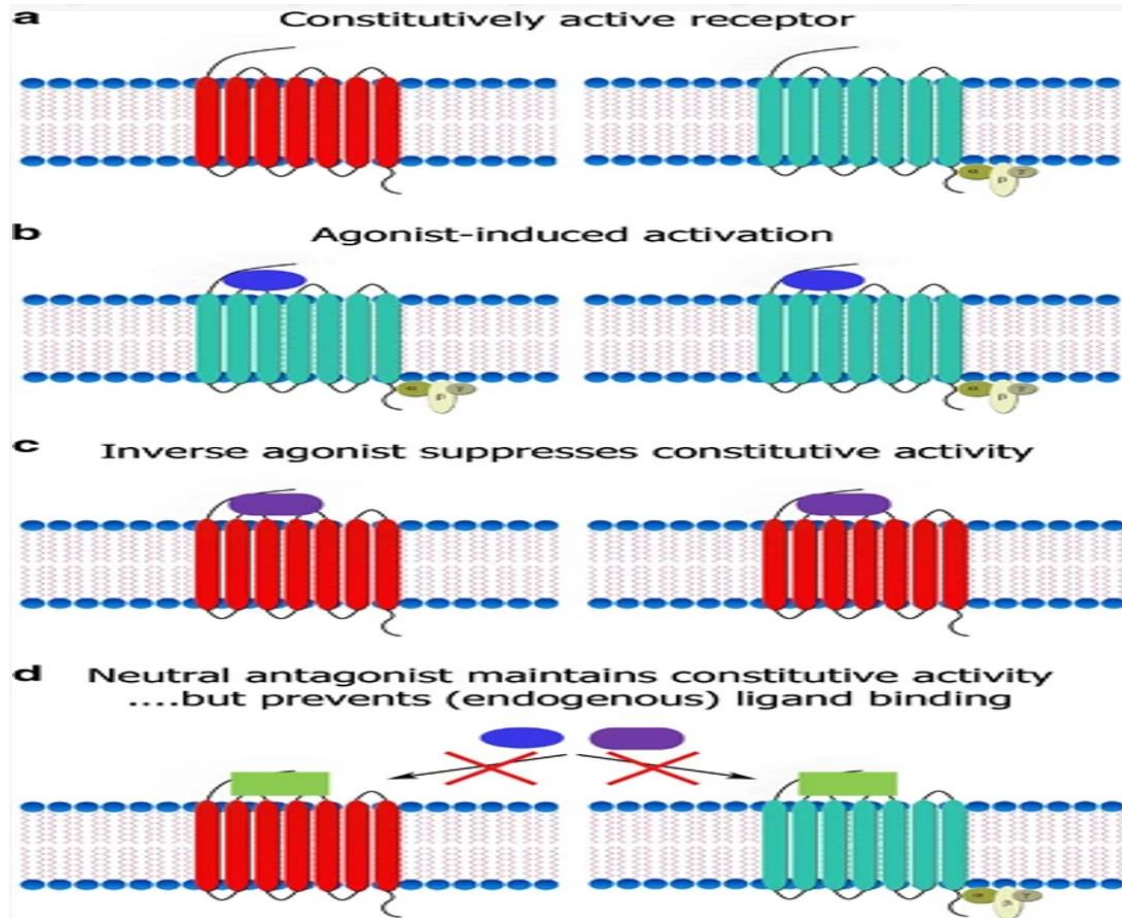 a Constitutively active receptor
α β γ
b Agonist-induced activation
α β γ α β γ
c Inverse agonist suppresses constitutive activity
d Neutral antagonist maintains constitutive activity
....but prevents (endogenous) ligand binding
α β γ